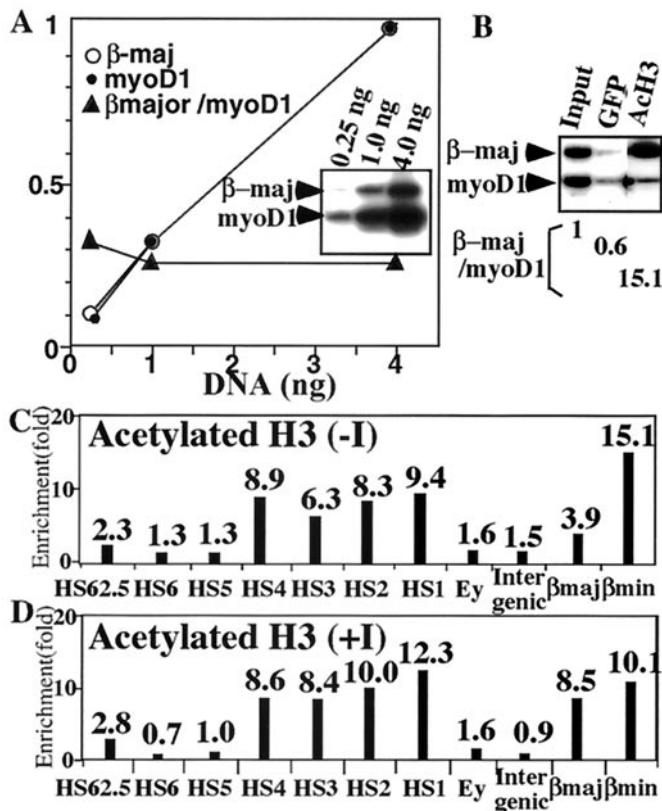 A
β-maj
myoD1
βmajor /myoD1
1
0.5
0
0 1 2 3 4
DNA (ng)
0.25 ng
1.0 ng
4.0 ng
β-maj
myoD1
B
Input
GFP
AcH3
β-maj
myoD1
β-maj
/myoD1
1
0.6
15.1
C
Acetylated H3 (-I)
Enrichment(fold)
20
10
0
2.3 1.3 1.3 8.9 6.3 8.3 9.4 1.6 1.5 3.9 15.1
HS62.5 HS6 HS5 HS4 HS3 HS2 HS1 Ey Inter genic βmaj βmin
D
Acetylated H3 (+I)
Enrichment(fold)
20
10
0
2.8 0.7 1.0 8.6 8.4 10.0 12.3 1.6 0.9 8.5 10.1
HS62.5 HS6 HS5 HS4 HS3 HS2 HS1 Ey Inter genic βmaj βmin